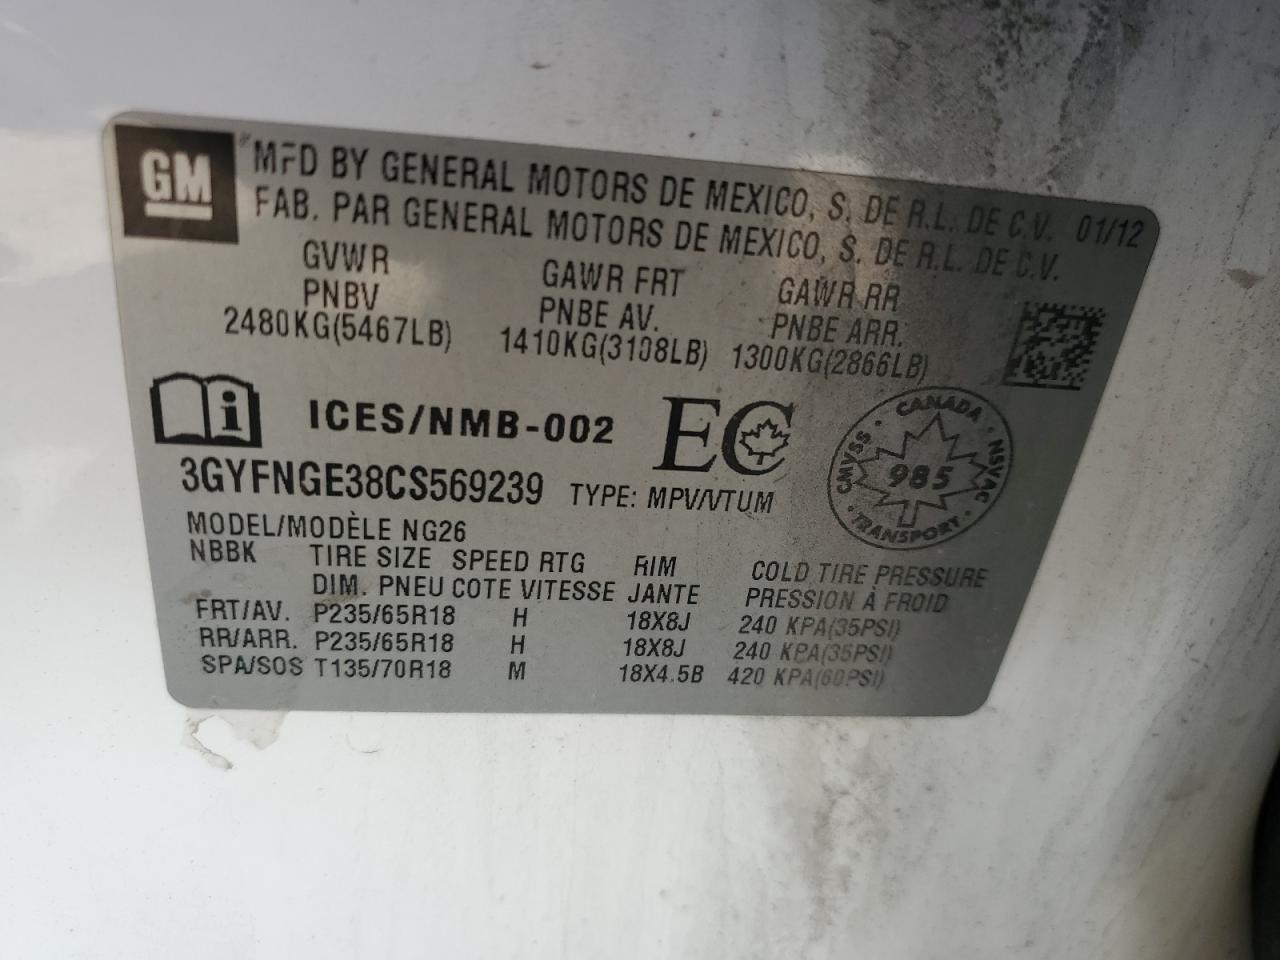 GM
MFD BY GENERAL MOTORS DE MEXICO, S. DE R.L. DE C.V. 01/12
FAB. PAR GENERAL MOTORS DE MEXICO, S. DE R.L. DE C.V.
GVWR GAWR FRT GAWR RR
PNBV PNBE AV. PNBE ARR.
2480KG(5467LB) 1410KG(3108LB) 1300KG(2866LB)
i ICES/NMB-002 EC
CANADA NSVAC TRANSPORT CMVSS
985
3GYFNGE38CS569239 TYPE: MPV/VTUM
MODEL/MODÈLE NG26
NBBK TIRE SIZE SPEED RTG RIM COLD TIRE PRESSURE
DIM. PNEU COTE VITESSE JANTE PRESSION À FROID
FRT/AV. P235/65R18 H 18X8J 240 KPA(35PSI)
RR/ARR. P235/65R18 H 18X8J 240 KPA(35PSI)
SPA/SOS T135/70R18 M 18X4.5B 420 KPA(60PSI)